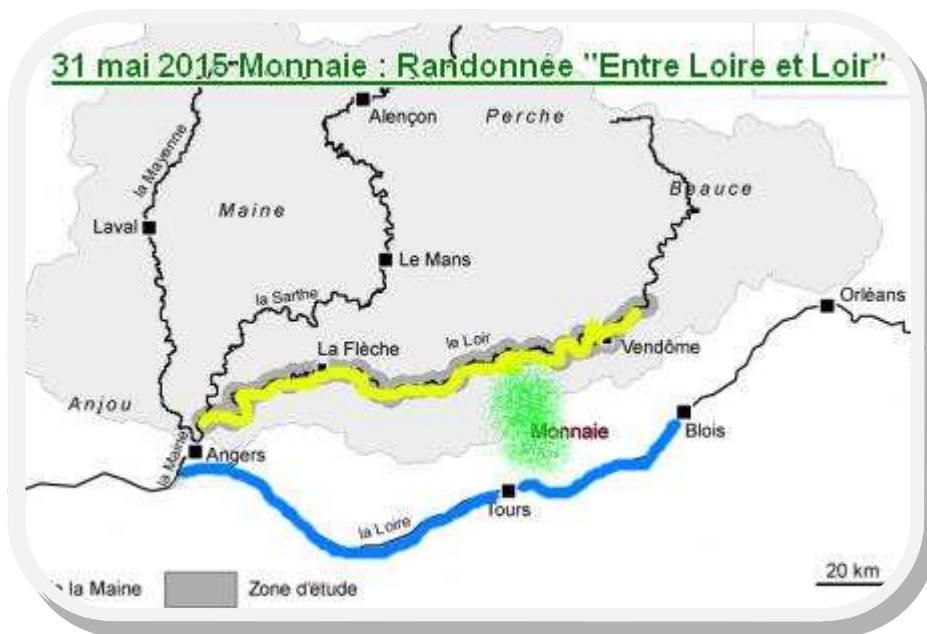 31 mai 2015-Monnaie : Randonnée "Entre Loire et Loir"
Alençon
Perche
la Mayenne
Beauce
Maine
Laval
Le Mans
la Sarthe
Orléans
le Loir
La Flèche
Vendôme
Anjou
Monnaie
Blois
Angers
la Maine
Tours
la Loire
20 km
la Maine
Zone d'étude